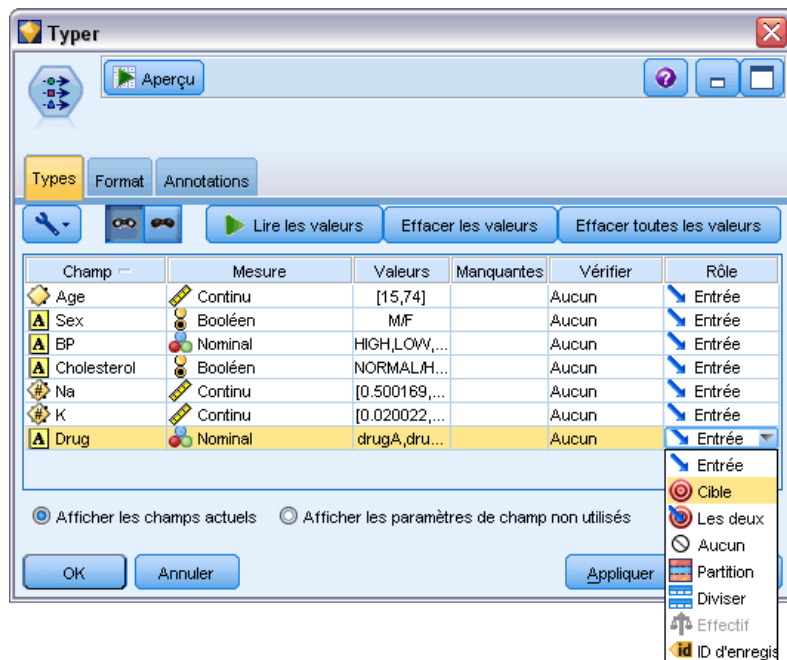 Typer
Aperçu
Types Format Annotations
Lire les valeurs Effacer les valeurs Effacer toutes les valeurs
Champ Mesure Valeurs Manquantes Vérifier Rôle
Age Continu [15,74] Aucun Entrée
A Sex Booléen M/F Aucun Entrée
A BP Nominal HIGH,LOW,... Aucun Entrée
A Cholesterol Booléen NORMAL/H... Aucun Entrée
# Na Continu [0.500169,... Aucun Entrée
# K Continu [0.020022,... Aucun Entrée
A Drug Nominal drugA,dru... Aucun Entrée
Entrée
Cible
Afficher les champs actuels Afficher les paramètres de champ non utilisés
Les deux
Aucun
OK Annuler Appliquer
Partition
Diviser
Effectif
id ID d'enregis